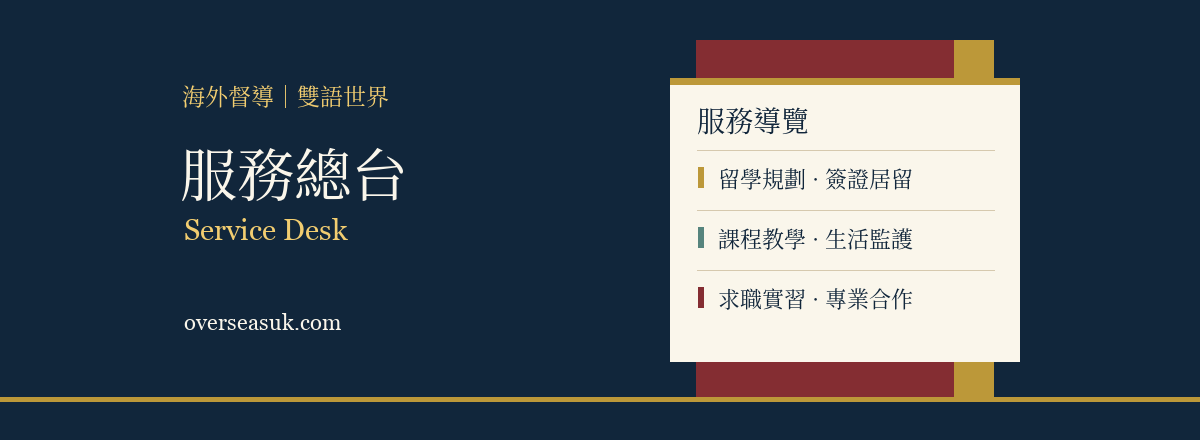 海外督導｜雙語世界
服務總台
Service Desk
overseasuk.com
服務導覽
留學規劃 · 簽證居留
課程教學 · 生活監護
求職實習 · 專業合作